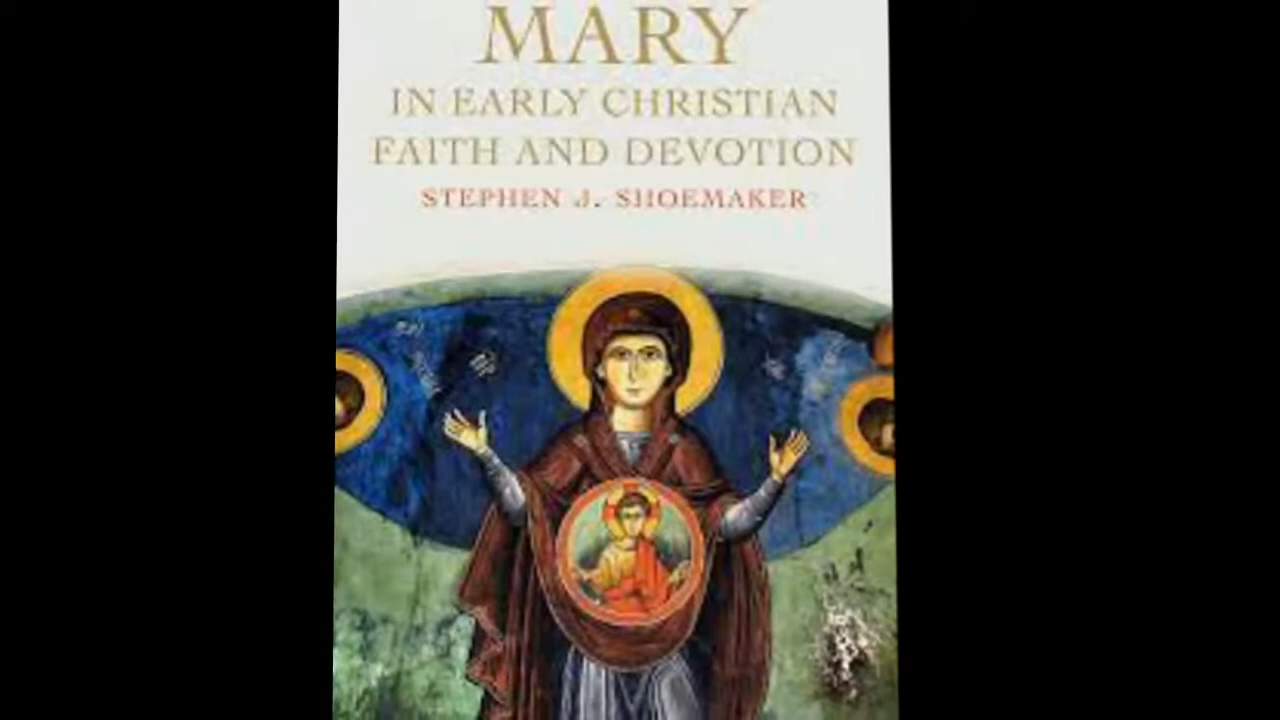 MARY
IN EARLY CHRISTIAN
FAITH AND DEVOTION
STEPHEN J. SHOEMAKER